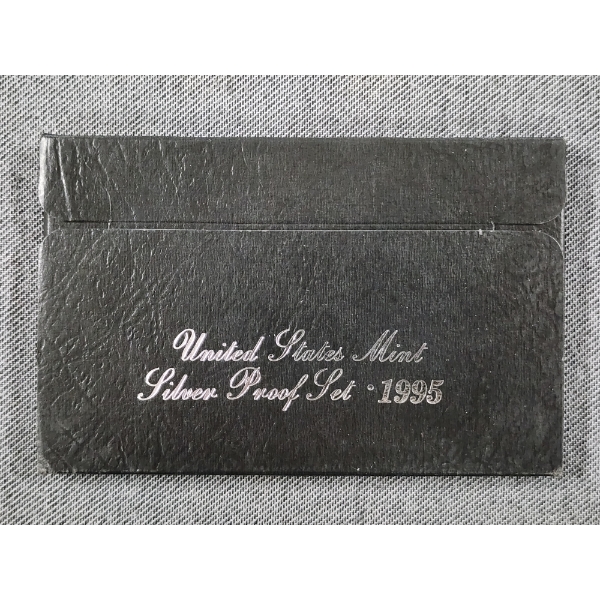 United States Mint
Silver Proof Set · 1995